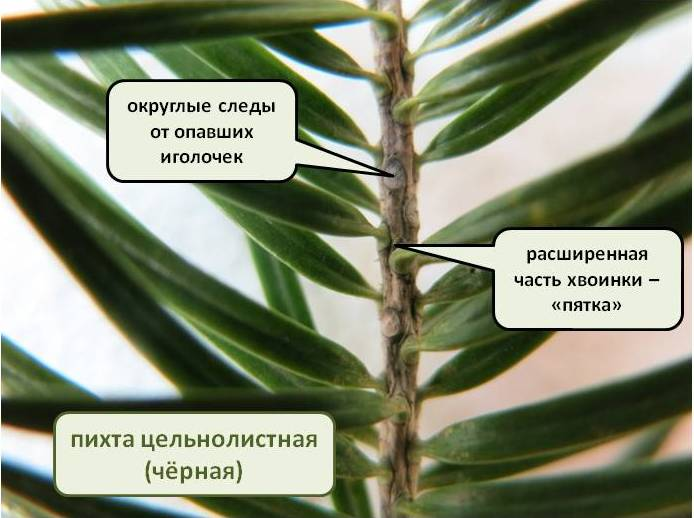 округлые следы
от опавших
иголочек
расширенная
часть хвоинки –
«пятка»
пихта цельнолистная
(чёрная)